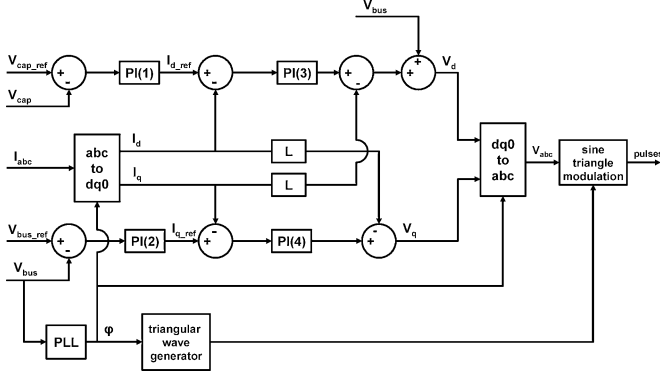 V_bus
V_cap_ref
+
-
PI(1)
I_d_ref
+
-
PI(3)
+
-
+
+
V_d
V_cap
I_abc
abc
to
dq0
I_d
L
I_q
L
dq0
to
abc
V_abc
sine
triangle
modulation
pulses
V_bus_ref
+
-
PI(2)
I_q_ref
+
-
PI(4)
+
-
V_q
V_bus
PLL
φ
triangular
wave
generator